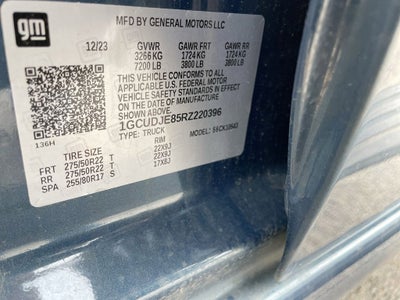 gm
MFD BY GENERAL MOTORS LLC
12/23 GVWR GAWR FRT GAWR RR
3266 KG 1724 KG 1724 KG
7200 LB 3800 LB 3800 LB
THIS VEHICLE CONFORMS TO ALL
APPLICABLE U.S. FEDERAL MOTOR
VEHICLE SAFETY STANDARDS IN
EFFECT ON THE DATE OF MANUFACTURE
SHOWN ABOVE.
1GCUDJE85RZ220396
TYPE: TRUCK MODEL:
136H
TIRE SIZE RIM
FRT 275/50R22 T 22X9J
RR 275/50R22 T 22X9J
SPA 255/80R17 S 17X8J